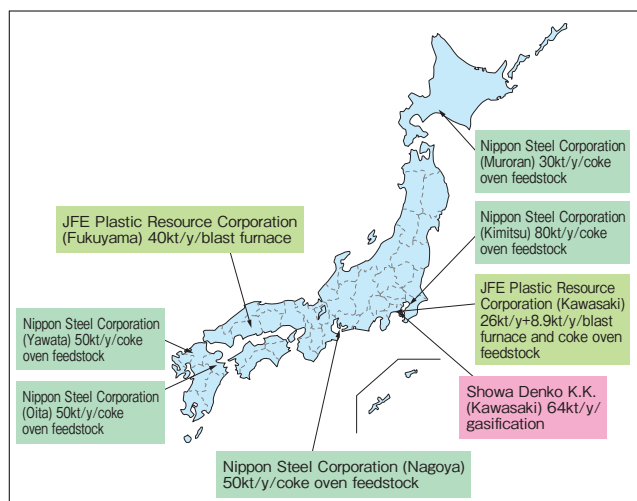 Nippon Steel Corporation
(Muroran) 30kt/y/coke
oven feedstock
JFE Plastic Resource Corporation
(Fukuyama) 40kt/y/blast furnace
Nippon Steel Corporation
(Kimitsu) 80kt/y/coke
oven feedstock
JFE Plastic Resource
Corporation (Kawasaki)
26kt/y+8.9kt/y/blast
furnace and coke oven
feedstock
Nippon Steel Corporation
(Yawata) 50kt/y/coke
oven feedstock
Nippon Steel Corporation
(Oita) 50kt/y/coke
oven feedstock
Showa Denko K.K.
(Kawasaki) 64kt/y/
gasification
Nippon Steel Corporation (Nagoya)
50kt/y/coke oven feedstock